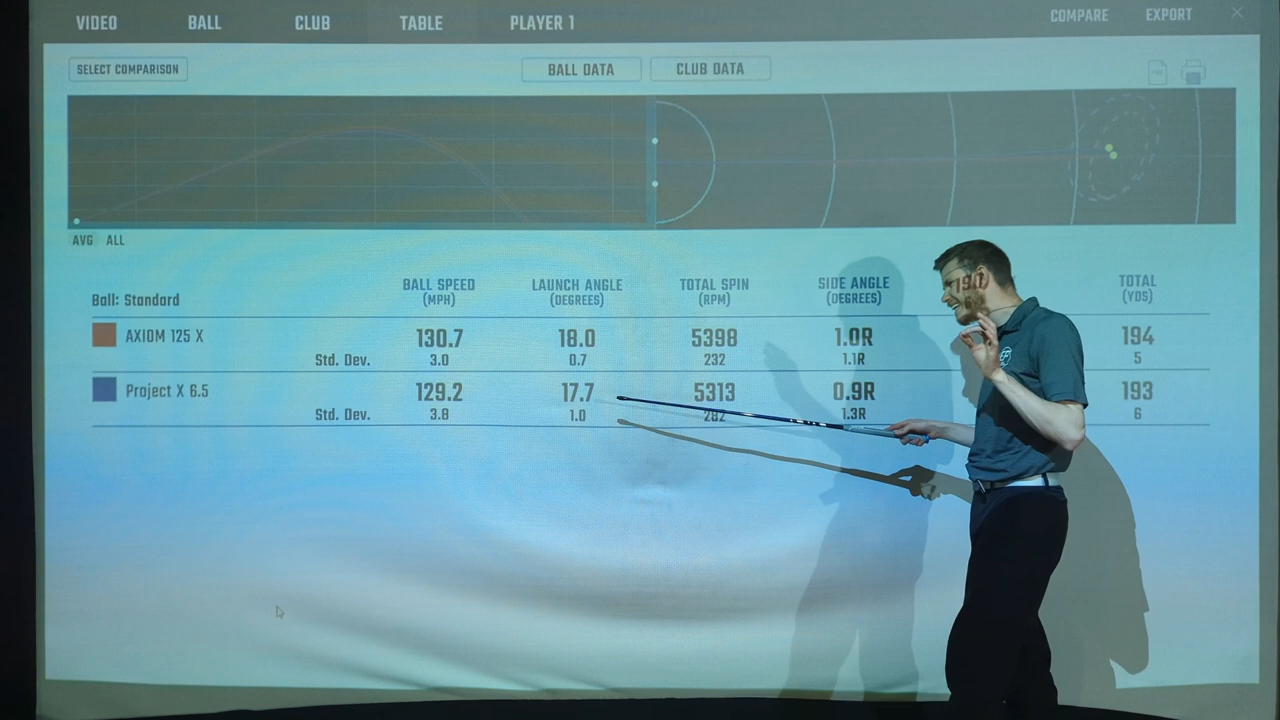 VIDEO BALL CLUB TABLE PLAYER 1 COMPARE EXPORT
SELECT COMPARISON BALL DATA CLUB DATA
AVG ALL
BALL SPEED LAUNCH ANGLE TOTAL SPIN SIDE ANGLE TOTAL
(MPH) (DEGREES) (RPM) (DEGREES) (YDS)
Ball: Standard
AXIOM 125 X 130.7 18.0 5398 1.0R 194
Std. Dev. 3.0 0.7 232 1.1R 5
Project X 6.5 129.2 17.7 5313 0.9R 193
Std. Dev. 3.8 1.0 282 1.3R 6